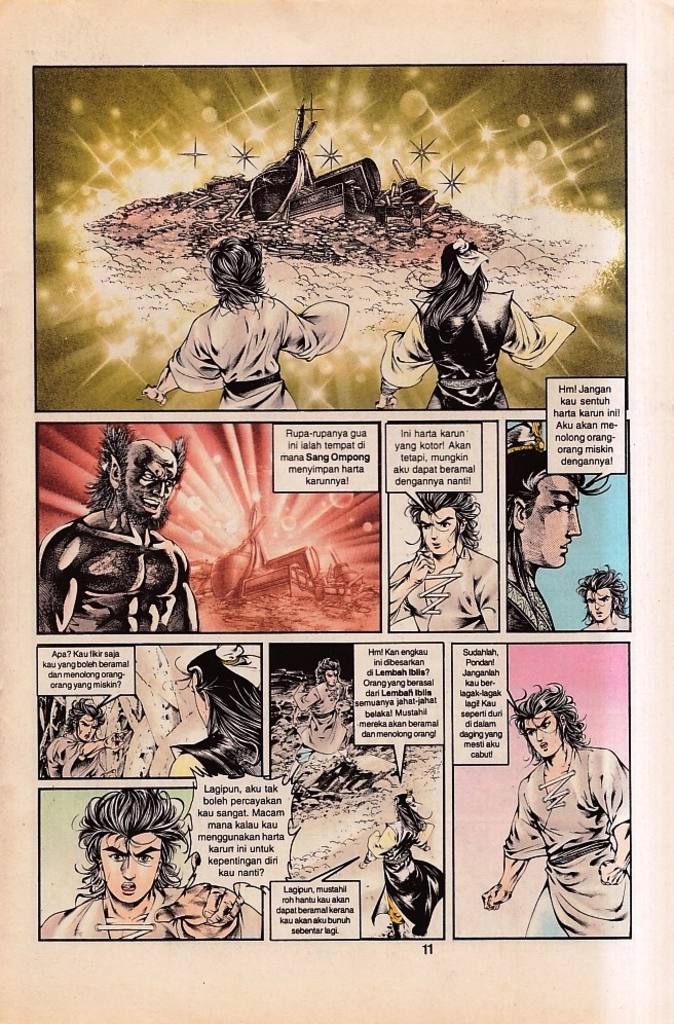 Hm! Jangan
kau sentuh
harta karun ini!
Aku akan me-
nolong orang-
orang miskin
dengannya!
Rupa-rupanya gua
ini ialah tempat di
mana Sang Ompong
menyimpan harta
karunnya!
Ini harta karun
yang kotor! Akan
tetapi, mungkin
aku dapat beramal
dengannya nanti!
Apa? Kau fikir saja
kau yang boleh beramal
dan menolong orang-
orang yang miskin?
Hm! Kan engkau
ini dibesarkan
di Lembah Iblis?
Orang yang berasal
dari Lembah Iblis
semuanya jahat-jahat
belaka! Mustahil
mereka akan beramal
dan menolong orang!
Sudahlah,
Pondan!
Janganlah
kau ber-
lagak-lagak
lagi! Kau
seperti duri
di dalam
daging yang
mesti aku
cabut!
Lagipun, aku tak
boleh percayakan
kau sangat. Macam
mana kalau kau
menggunakan harta
karun ini untuk
kepentingan diri
kau nanti?
Lagipun, mustahil
roh hantu kau akan
dapat beramal kerana
kau akan aku bunuh
sebentar lagi.
11